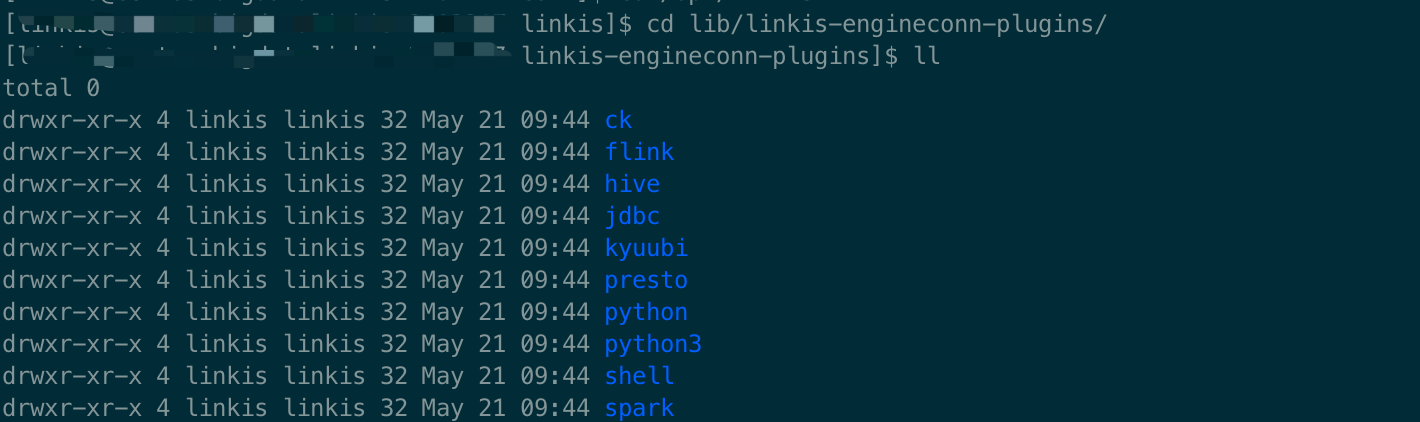 [linkis@ linkis]$ cd lib/linkis-engineconn-plugins/
[l linkis-engineconn-plugins]$ ll
total 0
drwxr-xr-x 4 linkis linkis 32 May 21 09:44 ck
drwxr-xr-x 4 linkis linkis 32 May 21 09:44 flink
drwxr-xr-x 4 linkis linkis 32 May 21 09:44 hive
drwxr-xr-x 4 linkis linkis 32 May 21 09:44 jdbc
drwxr-xr-x 4 linkis linkis 32 May 21 09:44 kyuubi
drwxr-xr-x 4 linkis linkis 32 May 21 09:44 presto
drwxr-xr-x 4 linkis linkis 32 May 21 09:44 python
drwxr-xr-x 4 linkis linkis 32 May 21 09:44 python3
drwxr-xr-x 4 linkis linkis 32 May 21 09:44 shell
drwxr-xr-x 4 linkis linkis 32 May 21 09:44 spark